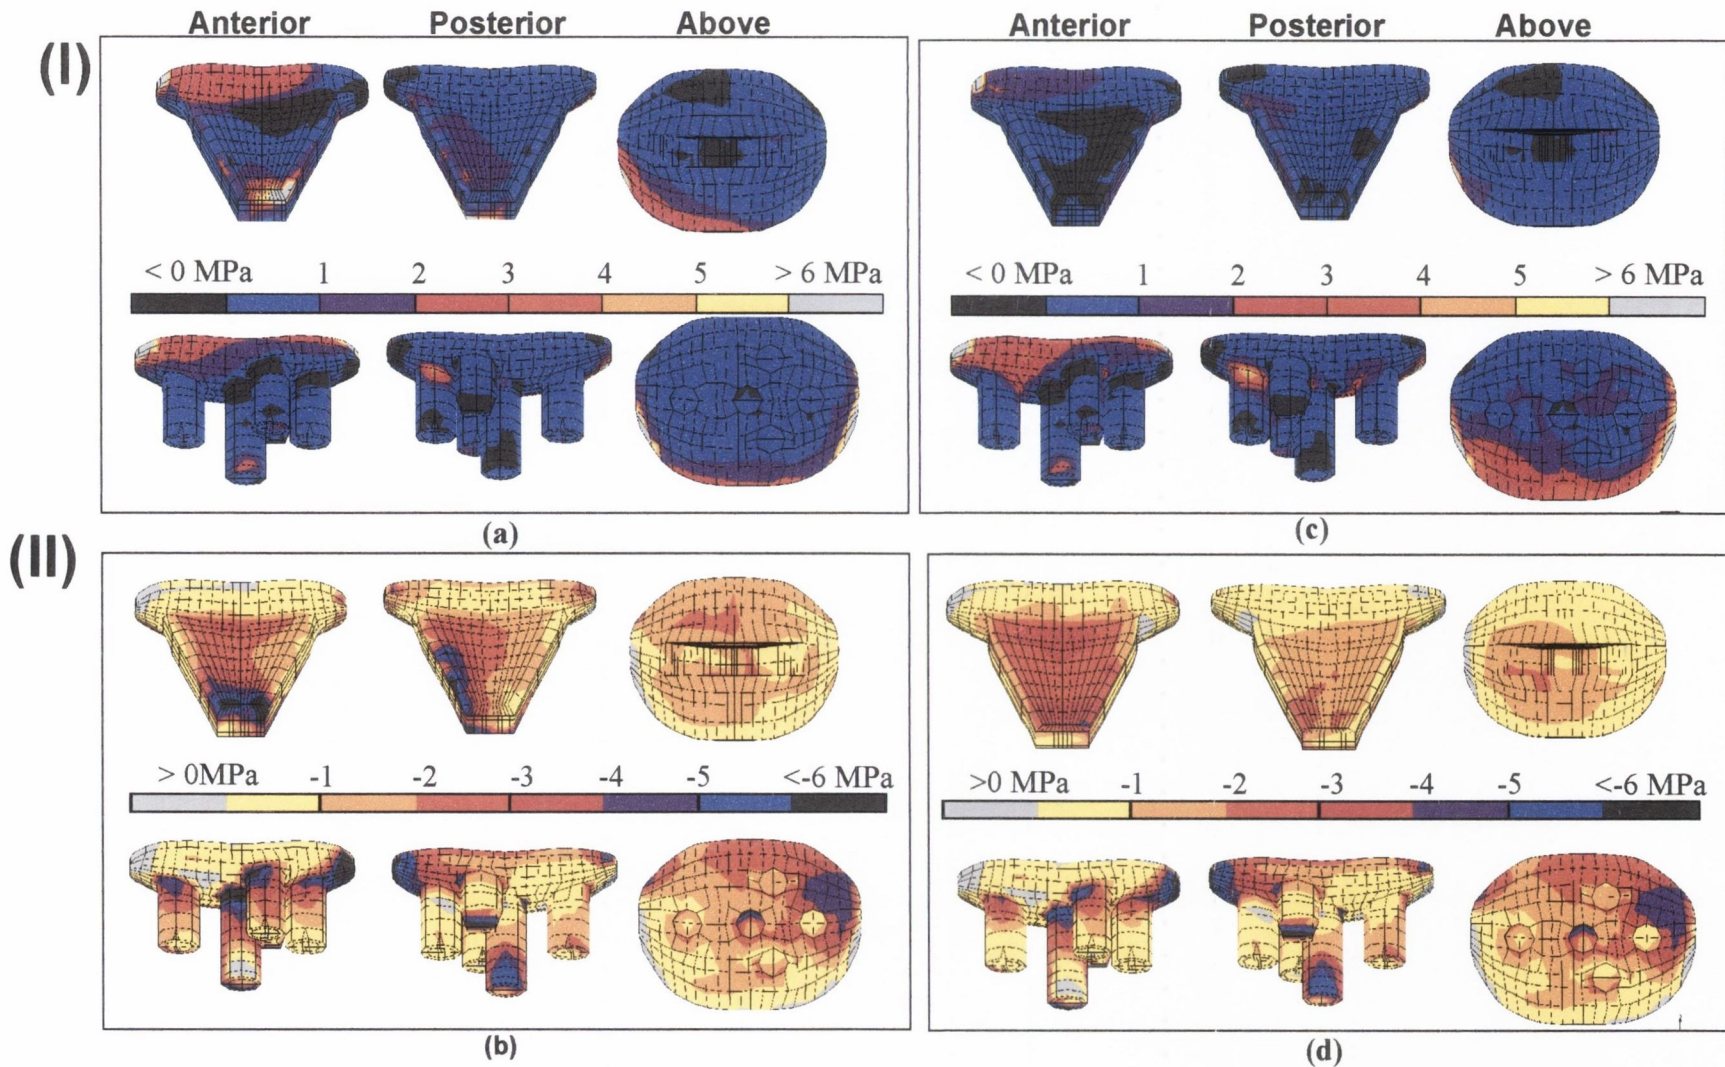 Anterior Posterior Above Anterior Posterior Above
(I)
< 0 MPa 1 2 3 4 5 > 6 MPa
< 0 MPa 1 2 3 4 5 > 6 MPa
(a) (c)
(II)
> 0MPa -1 -2 -3 -4 -5 <-6 MPa
>0 MPa -1 -2 -3 -4 -5 <-6 MPa
(b) (d)